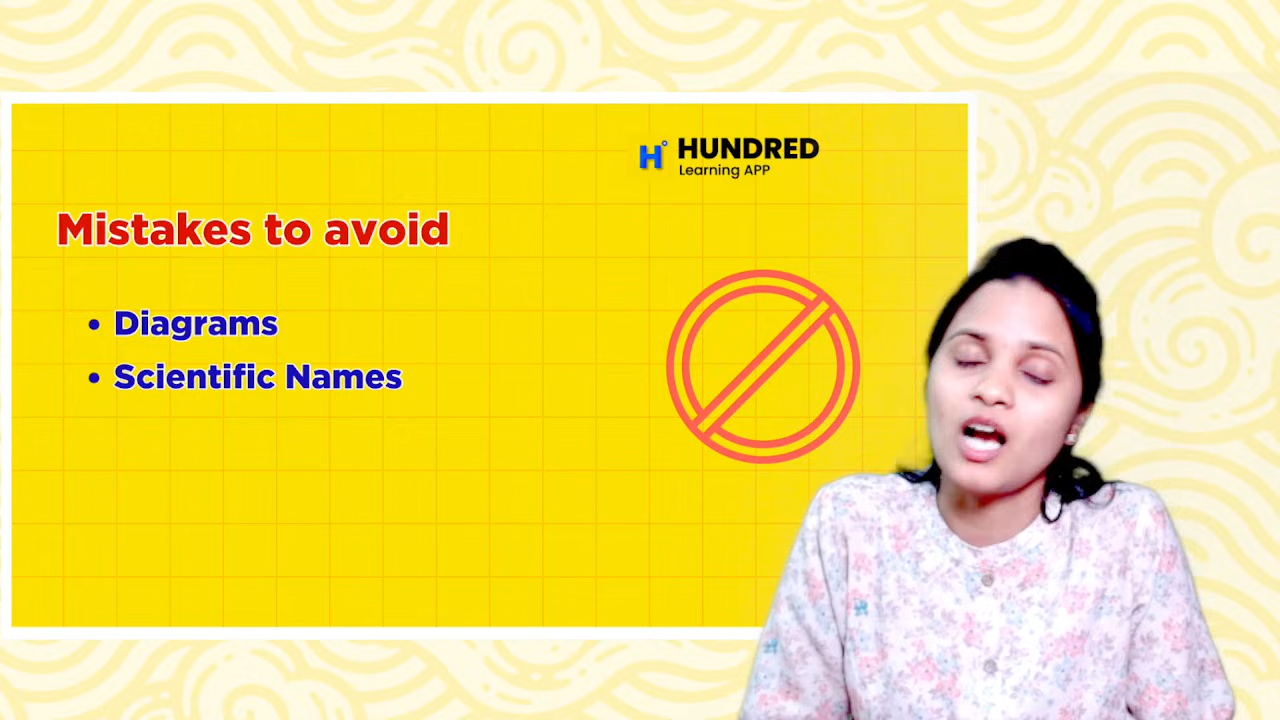 HUNDRED
Learning APP
Mistakes to avoid
• Diagrams
• Scientific Names